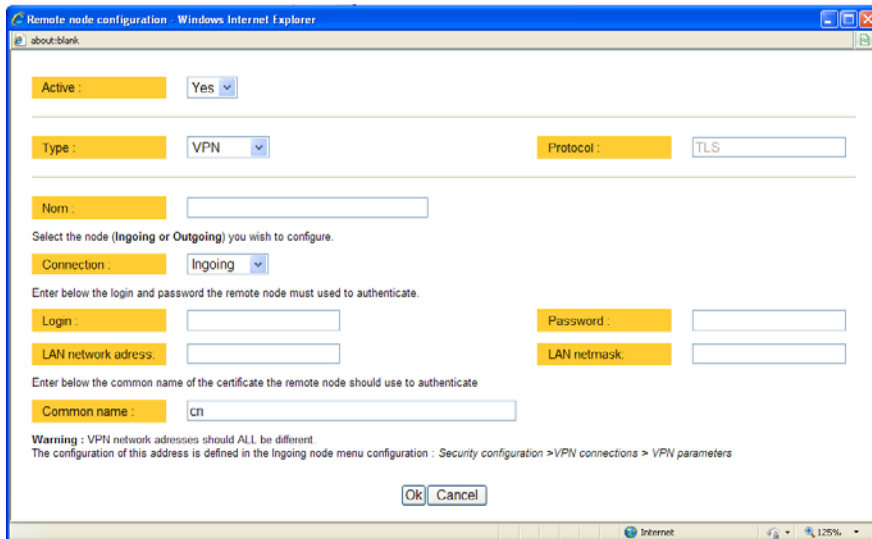 Remote node configuration - Windows Internet Explorer
about:blank
Active : Yes
Type : VPN Protocol : TLS
Nom :
Select the node (Ingoing or Outgoing) you wish to configure.
Connection : Ingoing
Enter below the login and password the remote node must used to authenticate.
Login : Password :
LAN network adress: LAN netmask:
Enter below the common name of the certificate the remote node should use to authenticate
Common name : cn
Warning : VPN network adresses should ALL be different.
The configuration of this address is defined in the Ingoing node menu configuration : Security configuration >VPN connections > VPN parameters
Ok Cancel
Internet 125%